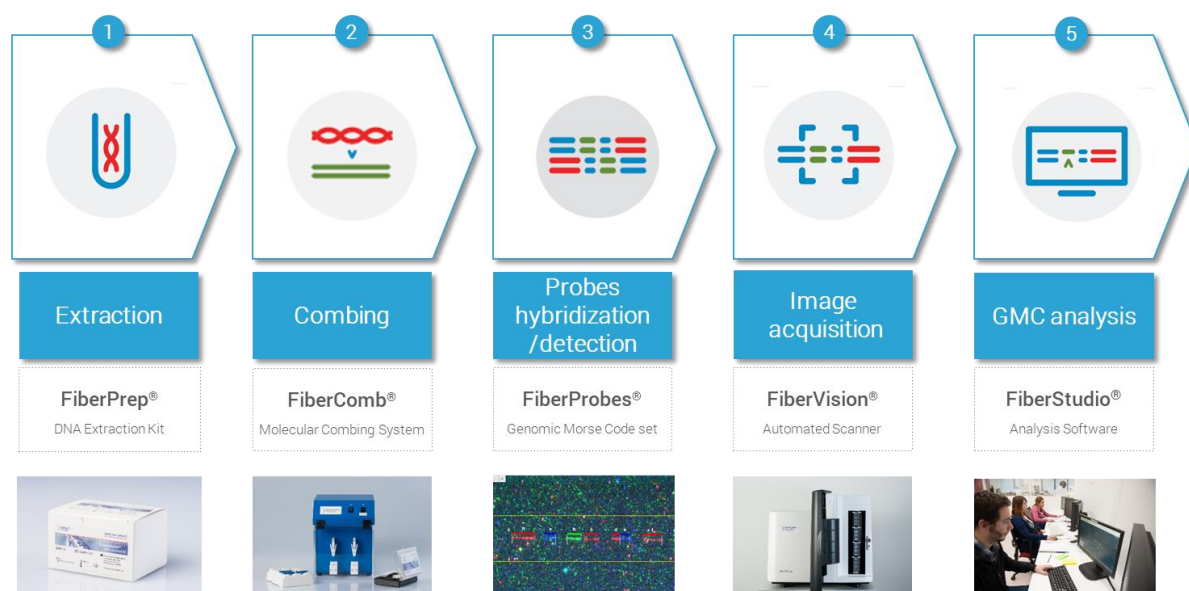 1
2
3
4
5
Extraction
Combing
Probes
hybridization
/detection
Image
acquisition
GMC analysis
FiberPrep®
DNA Extraction Kit
FiberComb®
Molecular Combing System
FiberProbes®
Genomic Morse Code set
FiberVision®
Automated Scanner
FiberStudio®
Analysis Software